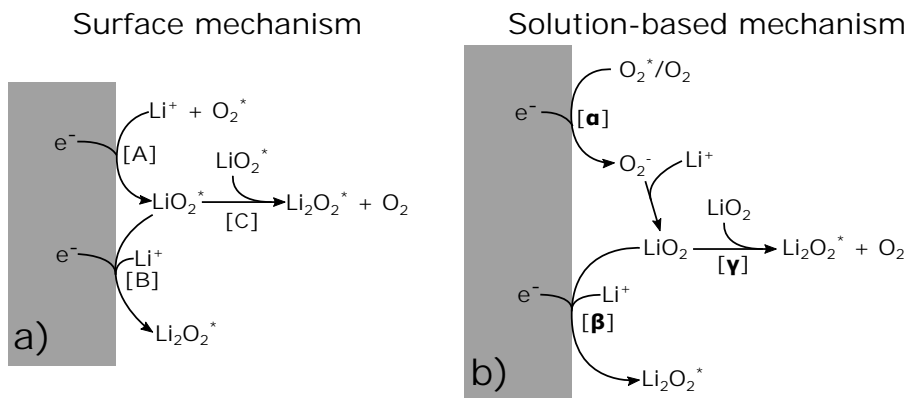 Surface mechanism
Li⁺ + O₂*
e⁻
[A]
LiO₂*
LiO₂*
Li₂O₂* + O₂
[C]
e⁻
Li⁺
[B]
Li₂O₂*
a)
Solution-based mechanism
O₂*/O₂
e⁻
[α]
O₂⁻
Li⁺
LiO₂
LiO₂
Li₂O₂* + O₂
[γ]
e⁻
Li⁺
[β]
Li₂O₂*
b)